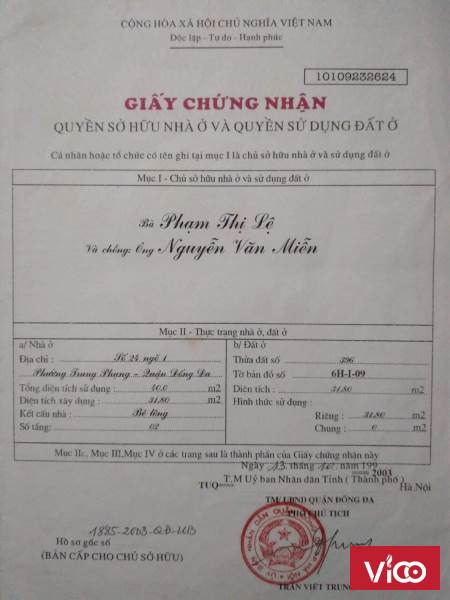 CỘNG HÒA XÃ HỘI CHỦ NGHĨA VIỆT NAM
Độc lập - Tự do - Hạnh phúc
10109232624
GIẤY CHỨNG NHẬN
QUYỀN SỞ HỮU NHÀ Ở VÀ QUYỀN SỬ DỤNG ĐẤT Ở
Cá nhân hoặc tổ chức có tên ghi tại mục I là chủ sở hữu nhà ở và sử dụng đất ở
Mục I - Chủ sở hữu nhà ở và sử dụng đất ở
Bà Phạm Thị Lệ
Và chồng: Ông Nguyễn Văn Miễn
Mục II - Thực trạng nhà ở, đất ở
a/ Nhà ở
Địa chỉ : Số 24 ngõ 1
Phường Trung Phụng - Quận Đống Đa
Tổng diện tích sử dụng : 40.0 m2
Diện tích xây dựng : 31.80 m2
Kết cấu nhà : Bê tông
Số tầng : 02
b/ Đất ở
Thửa đất số 396
Tờ bản đồ số 6H-I-09
Diện tích : 31.80 m2
Hình thức sử dụng :
Riêng : 31.80 m2
Chung : 0 m2
Mục IIc, Mục III, Mục IV ở các trang sau là thành phần của Giấy chứng nhận này
Ngày 13 tháng 10 năm 199 2003
T.M Uỷ ban Nhân dân Tỉnh ( Thành phố )
TUQ Hà Nội
TM/ UBND QUẬN ĐỐNG ĐA
PHÓ CHỦ TỊCH
1885-2003-QĐ-UB
Hồ sơ gốc số
(BẢN CẤP CHO CHỦ SỞ HỮU)
TRẦN VIỆT TRUNG
Vicoo